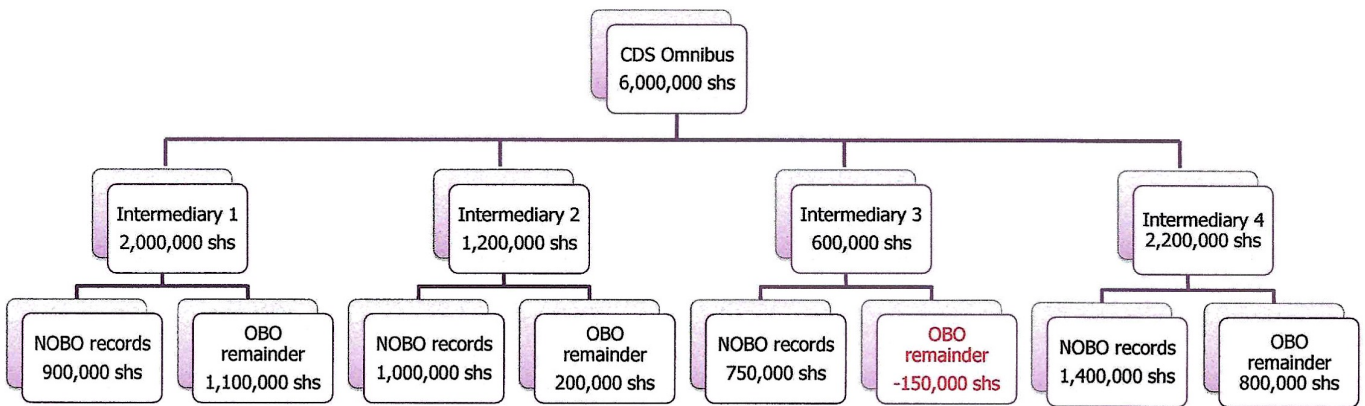 CDS Omnibus
6,000,000 shs
Intermediary 1
2,000,000 shs
Intermediary 2
1,200,000 shs
Intermediary 3
600,000 shs
Intermediary 4
2,200,000 shs
NOBO records
900,000 shs
OBO
remainder
1,100,000 shs
NOBO records
1,000,000 shs
OBO
remainder
200,000 shs
NOBO records
750,000 shs
OBO
remainder
-150,000 shs
NOBO records
1,400,000 shs
OBO
remainder
800,000 shs